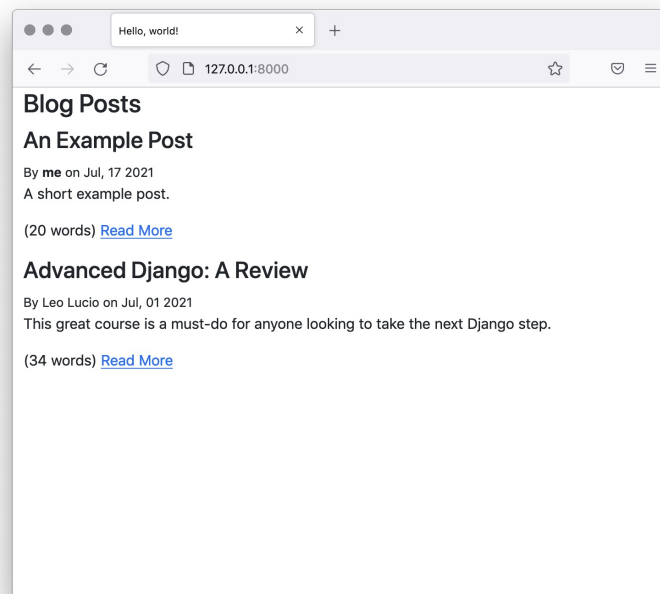 Hello, world!
127.0.0.1:8000
Blog Posts
An Example Post
By me on Jul, 17 2021
A short example post.
(20 words) Read More
Advanced Django: A Review
By Leo Lucio on Jul, 01 2021
This great course is a must-do for anyone looking to take the next Django step.
(34 words) Read More